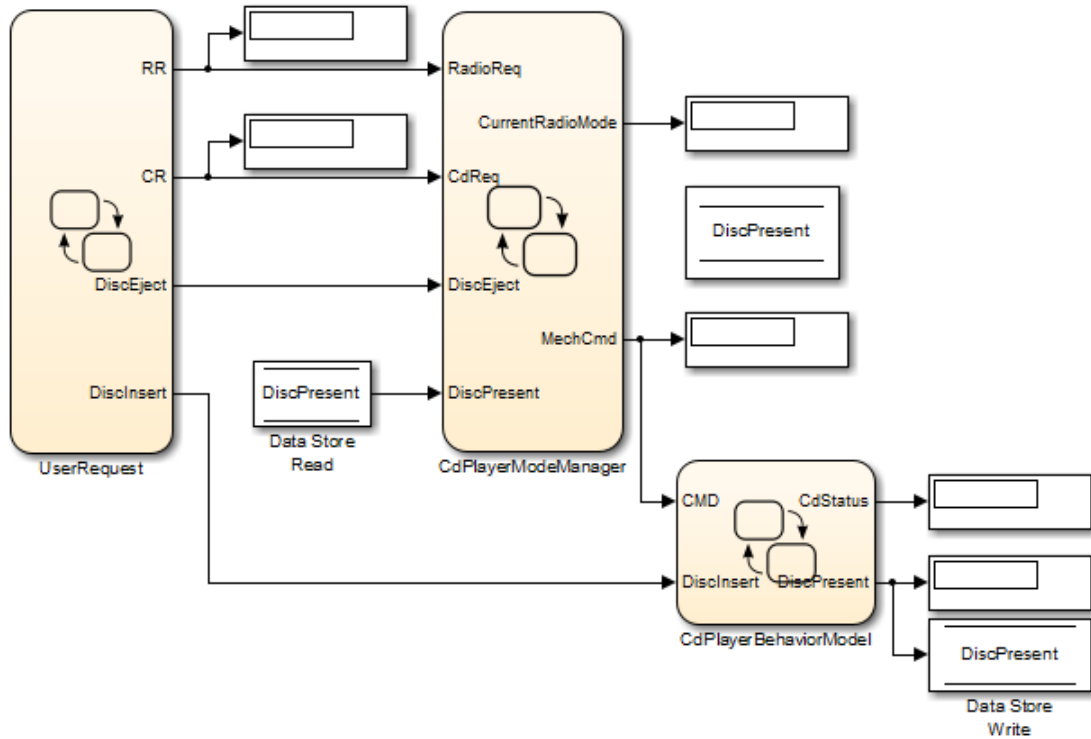 RR
RadioReq
CurrentRadioMode
CR
CdReq
DiscPresent
DiscEject
DiscEject
MechCmd
DiscInsert
DiscPresent
DiscPresent
Data Store
Read
UserRequest
CdPlayerModeManager
CMD
CdStatus
DiscInsert
DiscPresent
CdPlayerBehaviorModel
DiscPresent
Data Store
Write